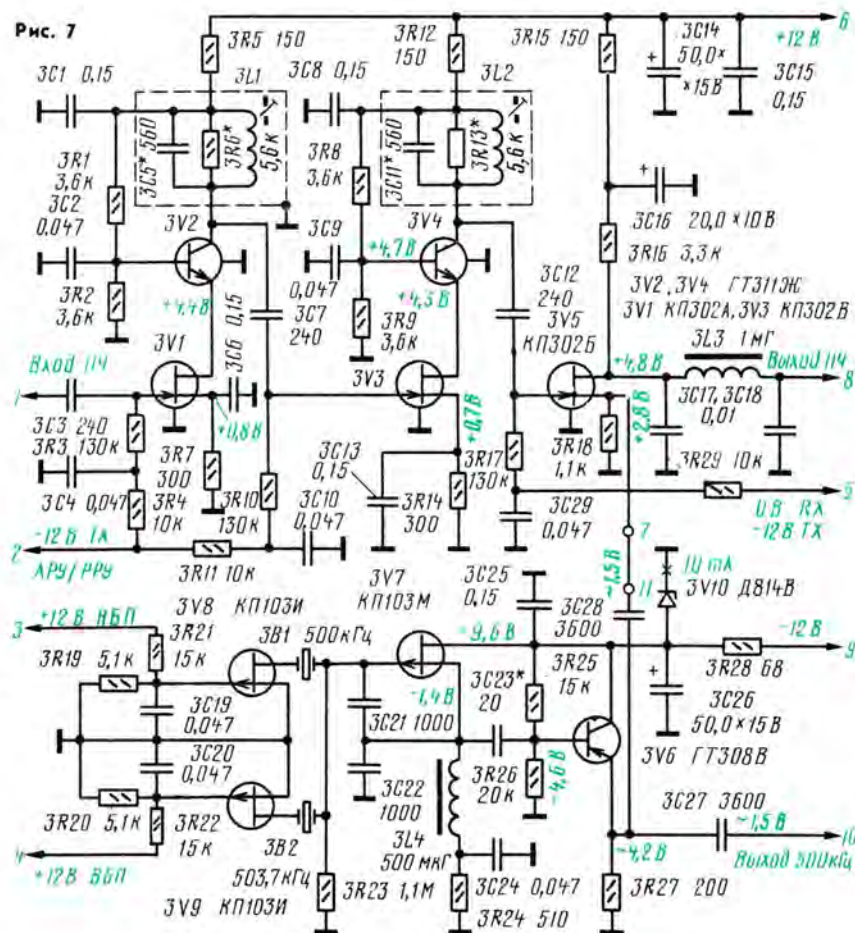 Рис. 7
3R5 150
3R12
150
3R15 150
6
+12 В
3C14
50,0×
×15В
3C15
0,15
3C1 0,15
3L1
3C8 0,15
3L2
3C5* 560
3R6*
5,6к
3C11* 560
3R13*
5,6к
3R1
3,6к
3R8
3,6к
3C2
0,047
3V2
3C9
0,047
+4,7В
3V4
3C16 20,0×10В
3R16 3,3к
3R2
3,6к
+4,4В
3C7
240
3C6 0,15
+4,3В
3R9
3,6к
3C12
240
3V5
КП302Б
3V2, 3V4 ГТ311Ж
3V1 КП302А, 3V3 КП302В
3L3 1мГ
Вход ПЧ
3V1
3V3
+4,8В
Выход ПЧ
1
8
3C3 240
3R3 130к
+0,8В
+0,7В
+2,8В
3C17, 3C18
0,01
3C4 0,047
3R4
10к
3R7
300
3R10
130к
3C13
0,15
3C10
0,047
3R14
300
3R17
130к
3R18
1,1к
3R29 10к
3C29
0,047
5
0В RX
-12В TX
-12В TX
2
АРУ/РРУ
3R11 10к
7
~1,5В
11
10 mA
3V10 Д814В
3V8 КП103И
3V7
КП103М
3C25
0,15
3C28
3600
+12В НБП
3
3R21
15к
3B1 500кГц
-9,6В
-12В
9
3R19 5,1к
-1,4В
3C23*
20
3R25
15к
3R28 68
3C19
0,047
3C21 1000
3C26
50,0×15В
3C20
0,047
3C22
1000
3R26
20к
-4,6В
3V6 ГТ308В
3R20 5,1к
3R22
15к
3B2
503,7кГц
3L4
500мкг
3C27 3600
~1,5В
10
4
+12В ВБП
-4,2В
Выход 500кГц
3V9 КП103И
3R23 1,1М
3C24 0,047
3R24 510
3R27 200